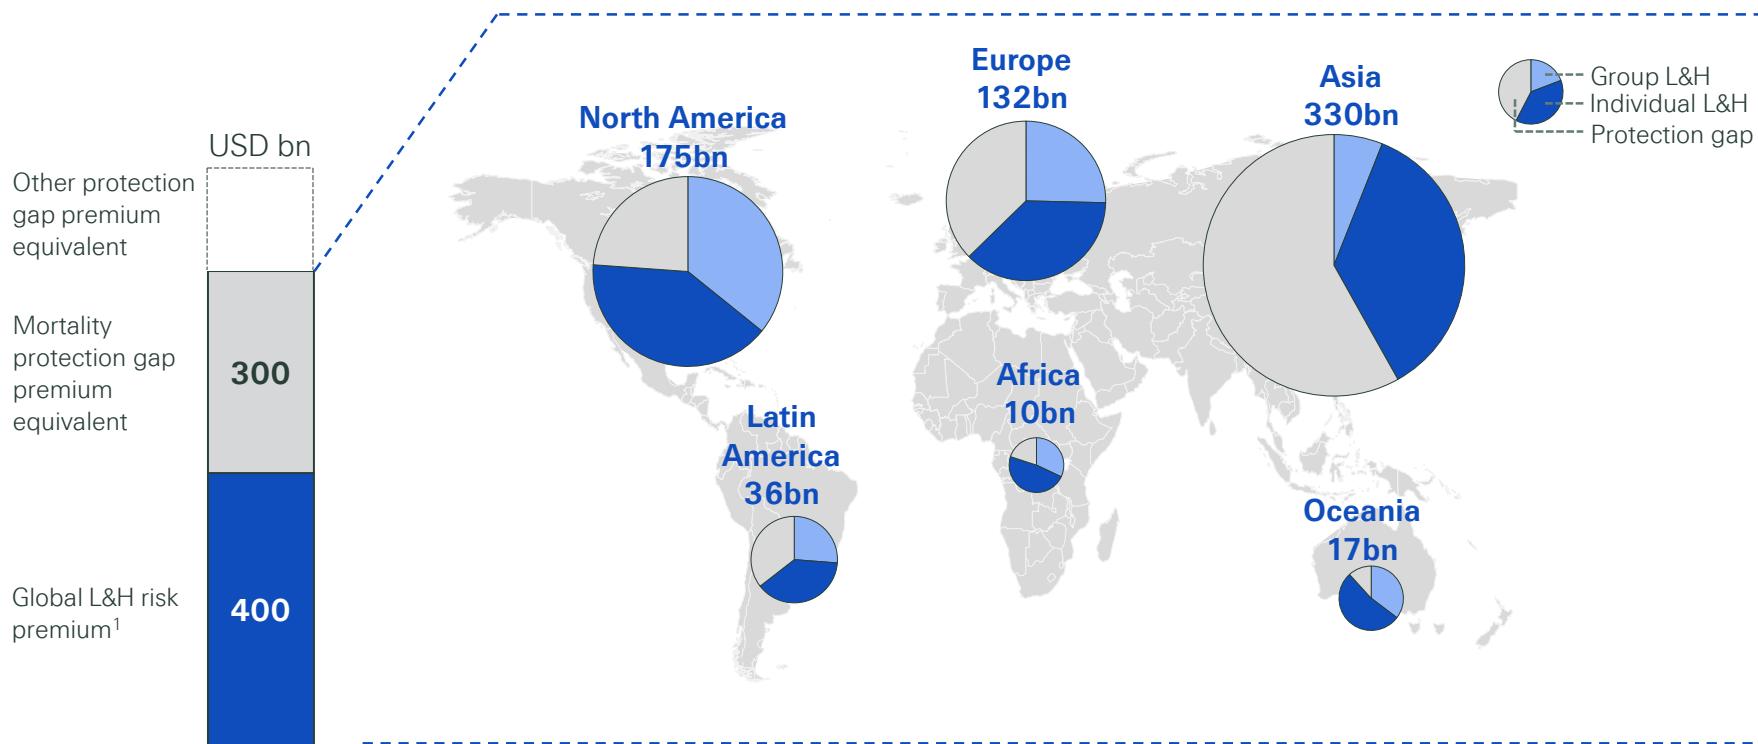 USD bn
Other protection
gap premium
equivalent
Mortality
protection gap
premium
equivalent
300
Global L&H risk
premium¹
400
North America
175bn
Europe
132bn
Asia
330bn
Group L&H
Individual L&H
Protection gap
Latin
America
36bn
Africa
10bn
Oceania
17bn